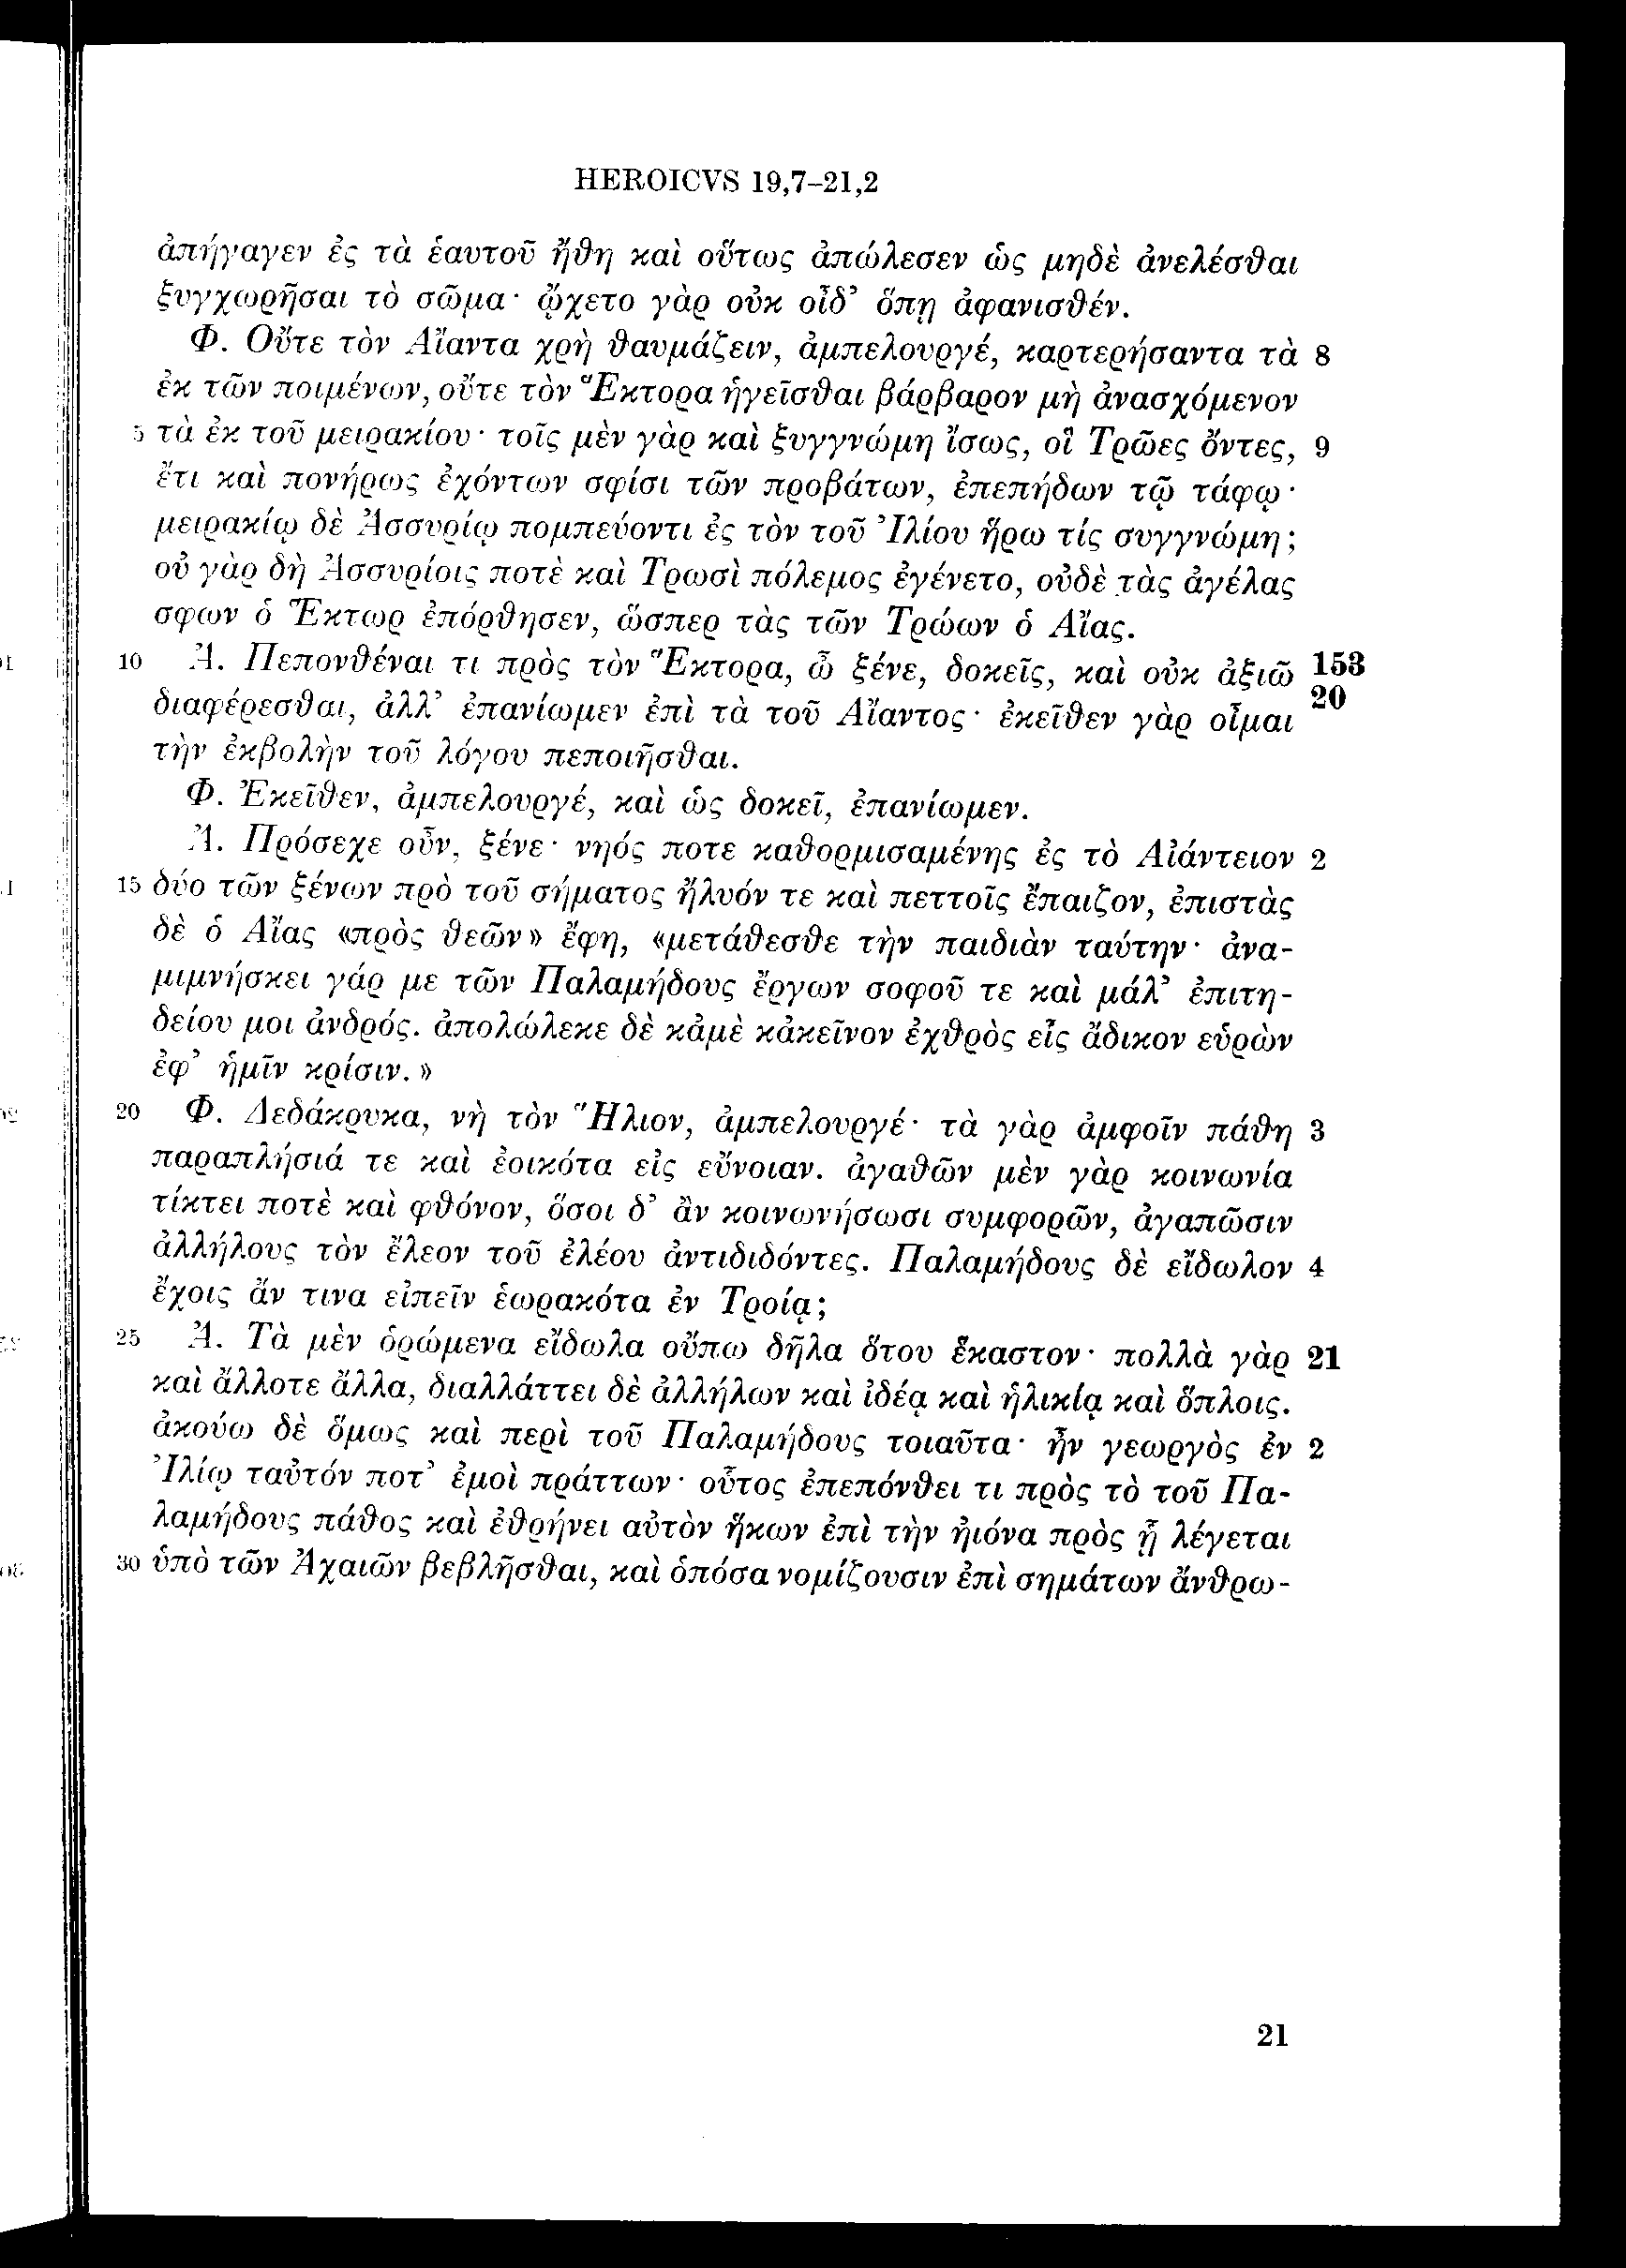 HEROICVS 19,7–21,2
ἀπήγαγεν ἐς τὰ ἑαυτοῦ ἤθη καὶ οὕτως ἀπώλεσεν ὡς μηδὲ ἀνελέσθαι
ξυγχωρῆσαι τὸ σῶμα· ᾤχετο γὰρ οὐκ οἶδ’ ὅπῃ ἀφανισθέν.
Φ. Οὔτε τὸν Αἴαντα χρὴ θαυμάζειν, ἀμπελουργέ, καρτερήσαντα τὰ 8
ἐκ τῶν ποιμένων, οὔτε τὸν Ἕκτορα ἡγεῖσθαι βάρβαρον μὴ ἀνασχόμενον
5 τὰ ἐκ τοῦ μειρακίου· τοῖς μὲν γὰρ καὶ ξυγγνώμη ἴσως, οἳ Τρῶες ὄντες, 9
ἔτι καὶ πονήρως ἐχόντων σφίσι τῶν προβάτων, ἐπεπήδων τῷ τάφῳ·
μειρακίῳ δὲ Ἀσσυρίῳ πομπεύοντι ἐς τὸν τοῦ Ἰλίου ἥρω τίς συγγνώμη;
οὐ γὰρ δὴ Ἀσσυρίοις ποτὲ καὶ Τρωσὶ πόλεμος ἐγένετο, οὐδὲ τὰς ἀγέλας
σφων ὁ Ἕκτωρ ἐπόρθησεν, ὥσπερ τὰς τῶν Τρώων ὁ Αἴας.
10 Ἀ. Πεπονθέναι τι πρὸς τὸν Ἕκτορα, ὦ ξένε, δοκεῖς, καὶ οὐκ ἀξιῶ 153
διαφέρεσθαι, ἀλλ’ ἐπανίωμεν ἐπὶ τὰ τοῦ Αἴαντος· ἐκεῖθεν γὰρ οἶμαι 20
τὴν ἐκβολὴν τοῦ λόγου πεποιῆσθαι.
Φ. Ἐκεῖθεν, ἀμπελουργέ, καὶ ὡς δοκεῖ, ἐπανίωμεν.
Ἀ. Πρόσεχε οὖν, ξένε· νηός ποτε καθορμισαμένης ἐς τὸ Αἰάντειον 2
15 δύο τῶν ξένων πρὸ τοῦ σήματος ἤλυόν τε καὶ πεττοῖς ἔπαιζον, ἐπιστὰς
δὲ ὁ Αἴας «πρὸς θεῶν» ἔφη, «μετάθεσθε τὴν παιδιὰν ταύτην· ἀνα-
μιμνήσκει γάρ με τῶν Παλαμήδους ἔργων σοφοῦ τε καὶ μάλ’ ἐπιτη-
δείου μοι ἀνδρός. ἀπολώλεκε δὲ κἀμὲ κἀκεῖνον ἐχθρὸς εἷς ἄδικον εὑρὼν
ἐφ’ ἡμῖν κρίσιν.»
20 Φ. Δεδάκρυκα, νὴ τὸν Ἥλιον, ἀμπελουργέ· τὰ γὰρ ἀμφοῖν πάθη 3
παραπλήσιά τε καὶ ἐοικότα εἰς εὔνοιαν. ἀγαθῶν μὲν γὰρ κοινωνία
τίκτει ποτὲ καὶ φθόνον, ὅσοι δ’ ἂν κοινωνήσωσι συμφορῶν, ἀγαπῶσιν
ἀλλήλους τὸν ἔλεον τοῦ ἐλέου ἀντιδιδόντες. Παλαμήδους δὲ εἴδωλον 4
ἔχοις ἄν τινα εἰπεῖν ἑωρακότα ἐν Τροίᾳ;
25 Ἀ. Τὰ μὲν ὁρώμενα εἴδωλα οὔπω δῆλα ὅτου ἕκαστον· πολλὰ γὰρ 21
καὶ ἄλλοτε ἄλλα, διαλλάττει δὲ ἀλλήλων καὶ ἰδέᾳ καὶ ἡλικίᾳ καὶ ὅπλοις.
ἀκούω δὲ ὅμως καὶ περὶ τοῦ Παλαμήδους τοιαῦτα· ἦν γεωργὸς ἐν 2
Ἰλίῳ ταὐτόν ποτ’ ἐμοὶ πράττων· οὗτος ἐπεπόνθει τι πρὸς τὸ τοῦ Πα-
λαμήδους πάθος καὶ ἐθρήνει αὐτὸν ἥκων ἐπὶ τὴν ἠιόνα πρὸς ᾗ λέγεται
30 ὑπὸ τῶν Ἀχαιῶν βεβλῆσθαι, καὶ ὁπόσα νομίζουσιν ἐπὶ σημάτων ἄνθρω-
21